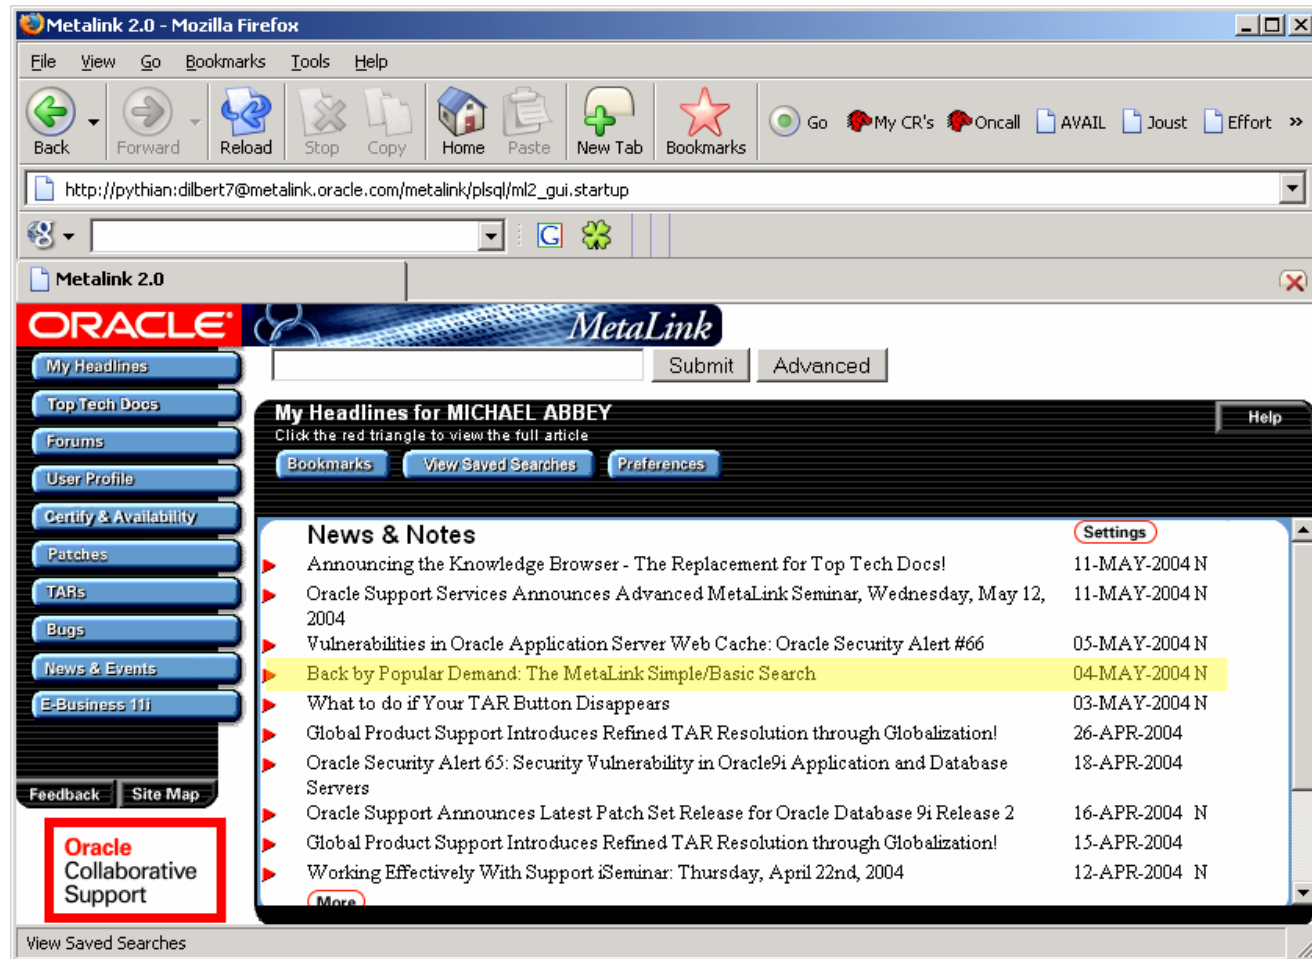 Metalink 2.0 - Mozilla Firefox
File View Go Bookmarks Tools Help
Back Forward Reload Stop Copy Home Paste New Tab Bookmarks Go My CR's Oncall AVAIL Joust Effort »
http://pythian:dilbert7@metalink.oracle.com/metalink/plsql/ml2_gui.startup
G
Metalink 2.0
ORACLE MetaLink
Submit Advanced
My Headlines
Top Tech Docs
Forums
User Profile
Certify & Availability
Patches
TARs
Bugs
News & Events
E-Business 11i
Feedback Site Map
Oracle
Collaborative
Support
My Headlines for MICHAEL ABBEY
Help
Click the red triangle to view the full article
Bookmarks View Saved Searches Preferences
News & Notes Settings
Announcing the Knowledge Browser - The Replacement for Top Tech Docs! 11-MAY-2004 N
Oracle Support Services Announces Advanced MetaLink Seminar, Wednesday, May 12, 11-MAY-2004 N
2004
Vulnerabilities in Oracle Application Server Web Cache: Oracle Security Alert #66 05-MAY-2004 N
Back by Popular Demand: The MetaLink Simple/Basic Search 04-MAY-2004 N
What to do if Your TAR Button Disappears 03-MAY-2004 N
Global Product Support Introduces Refined TAR Resolution through Globalization! 26-APR-2004
Oracle Security Alert 65: Security Vulnerability in Oracle9i Application and Database 18-APR-2004
Servers
Oracle Support Announces Latest Patch Set Release for Oracle Database 9i Release 2 16-APR-2004 N
Global Product Support Introduces Refined TAR Resolution through Globalization! 15-APR-2004
Working Effectively With Support iSeminar: Thursday, April 22nd, 2004 12-APR-2004 N
More
View Saved Searches